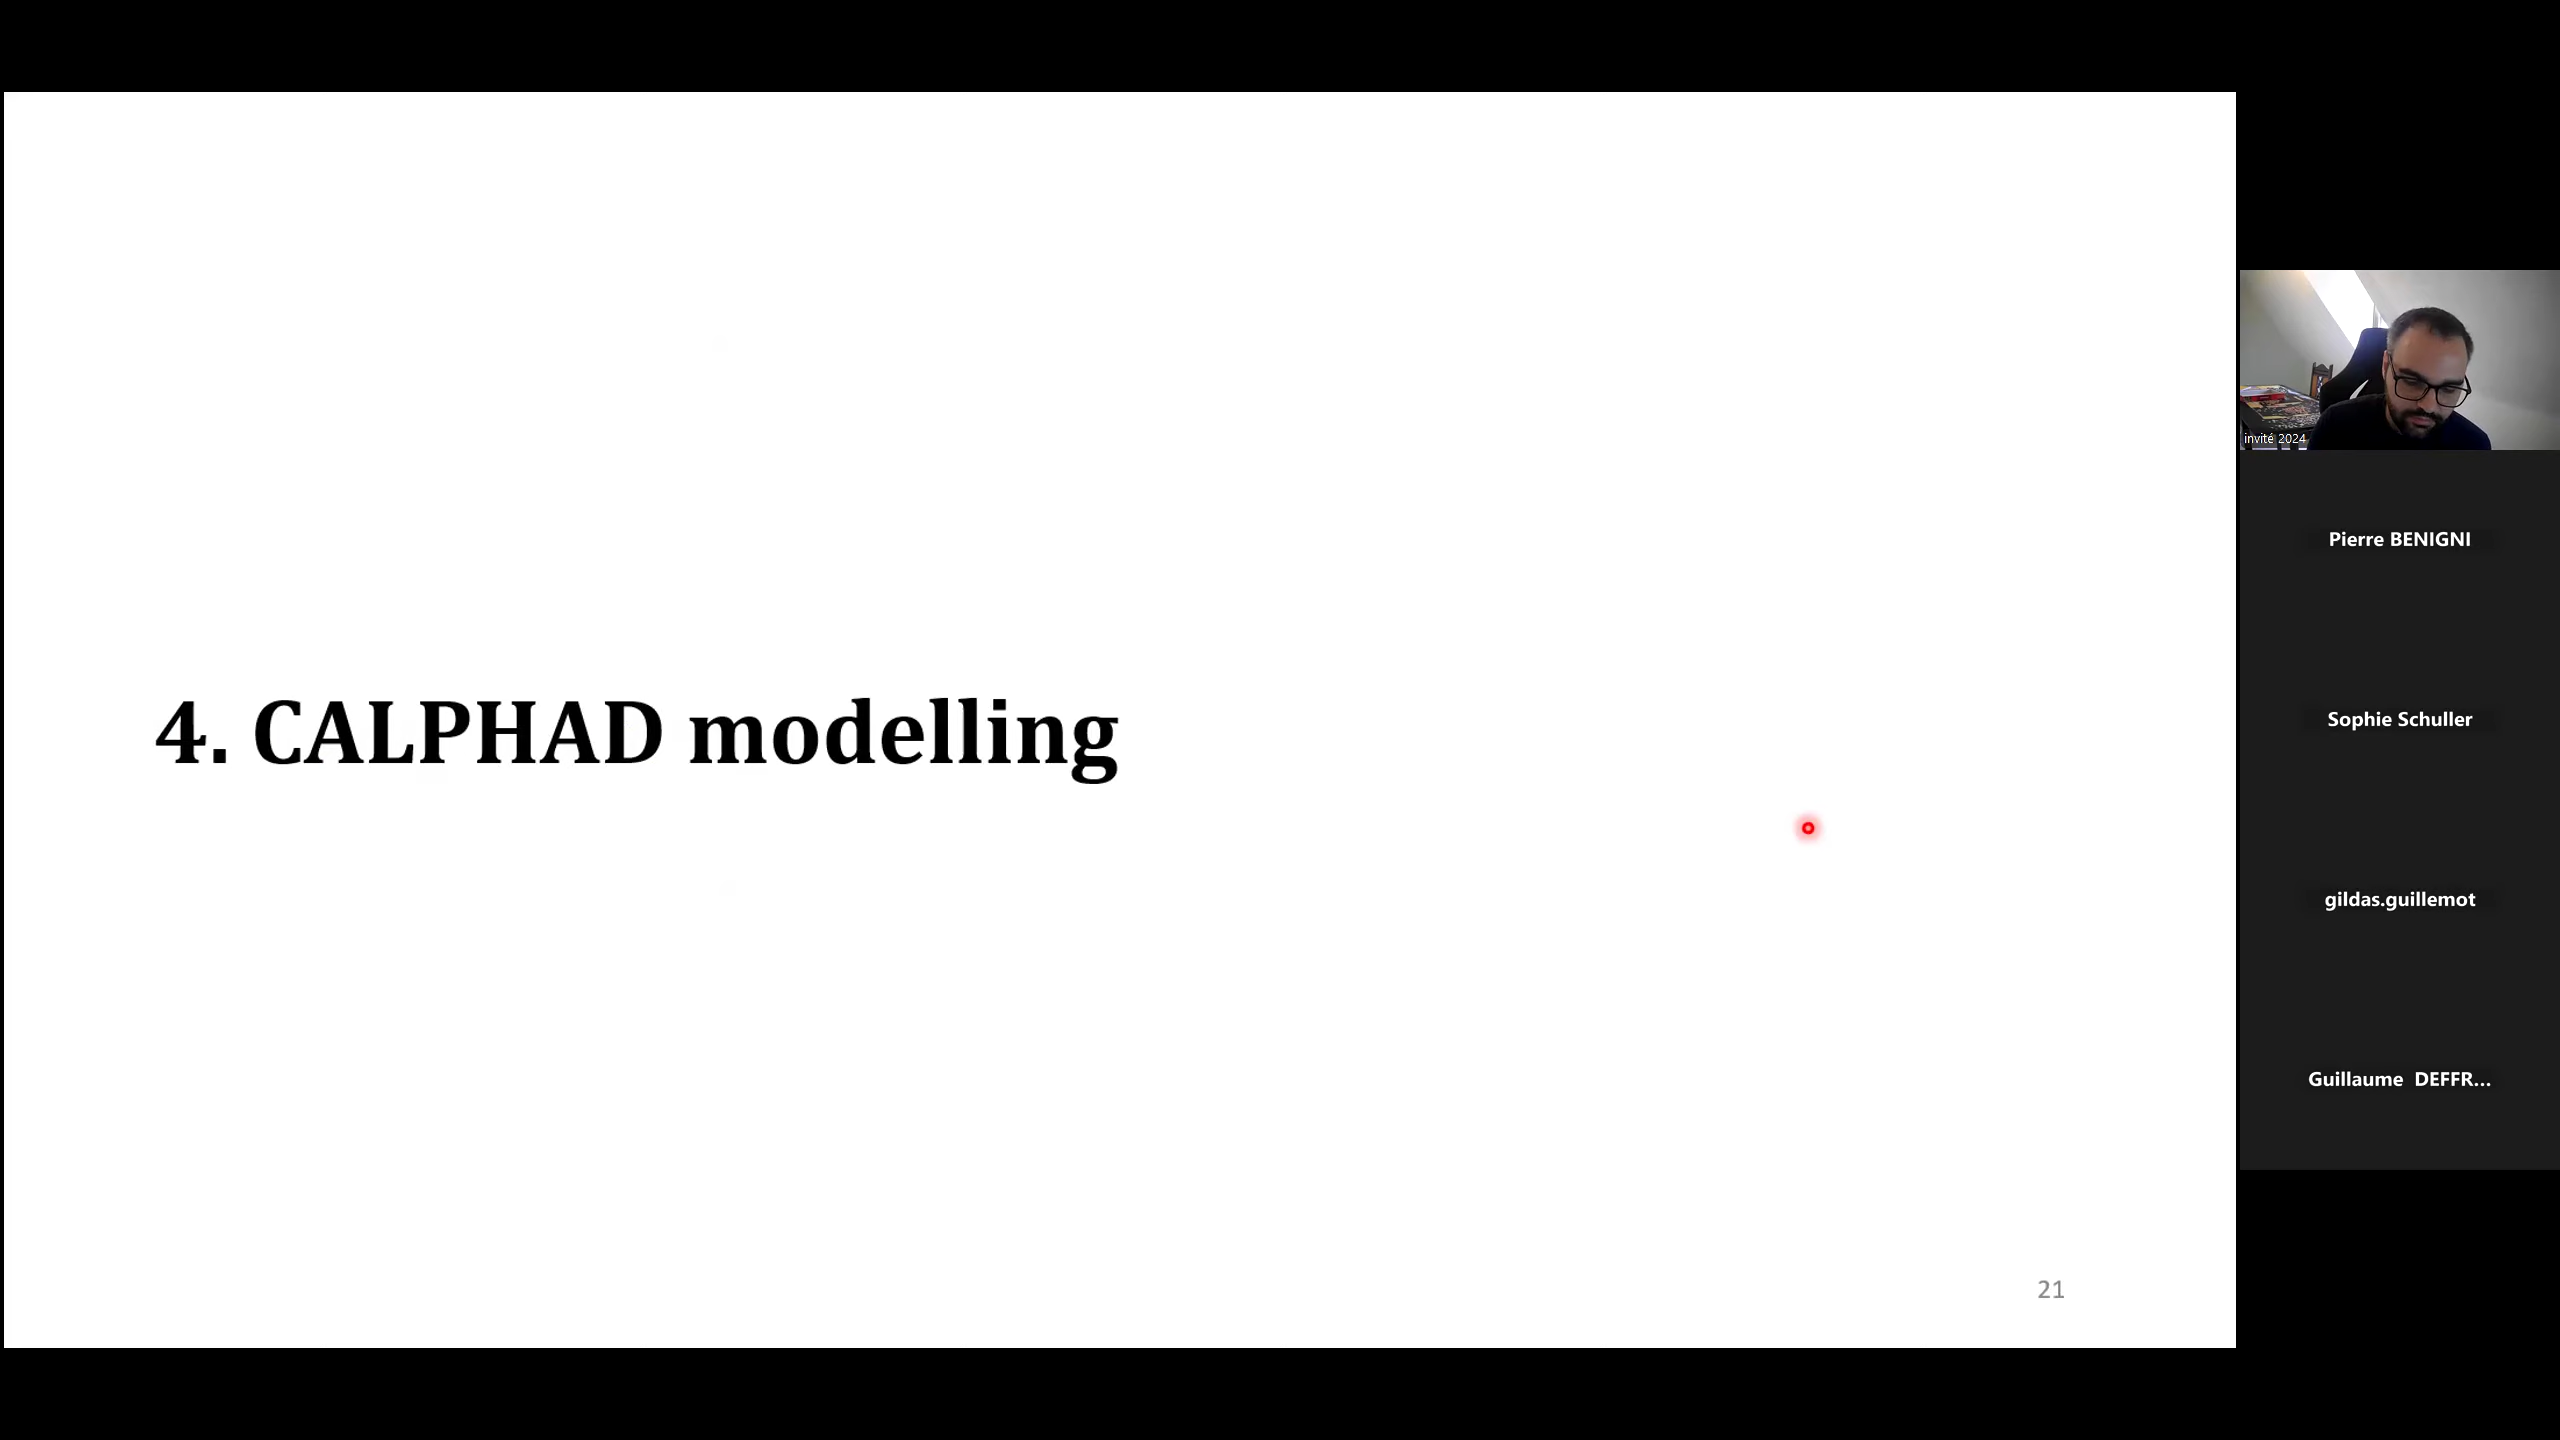 4. CALPHAD modelling
21
invité 2024
Pierre BENIGNI
Sophie Schuller
gildas.guillemot
Guillaume DEFFR...